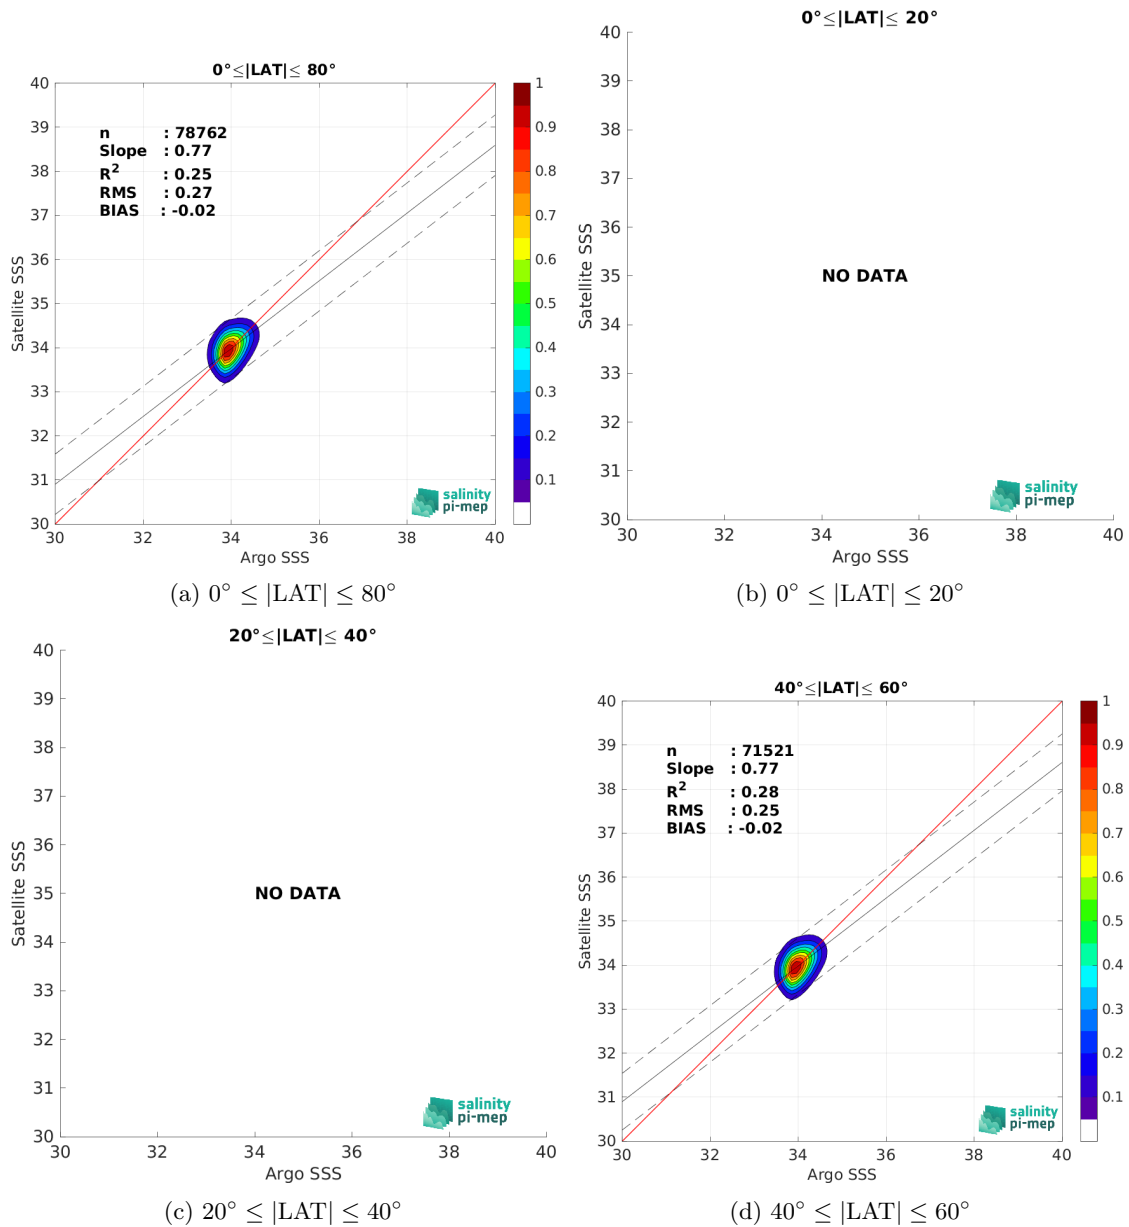 0°≤|LAT|≤ 80°
40
39
38
37
36
35
34
33
32
31
30
Satellite SSS
n : 78762
Slope : 0.77
R² : 0.25
RMS : 0.27
BIAS : -0.02
salinity
pi-mep
30 32 34 36 38 40
Argo SSS
1
0.9
0.8
0.7
0.6
0.5
0.4
0.3
0.2
0.1
(a) 0° ≤ |LAT| ≤ 80°
0°≤|LAT|≤ 20°
40
39
38
37
36
35
34
33
32
31
30
Satellite SSS
NO DATA
salinity
pi-mep
30 32 34 36 38 40
Argo SSS
(b) 0° ≤ |LAT| ≤ 20°
20°≤|LAT|≤ 40°
40
39
38
37
36
35
34
33
32
31
30
Satellite SSS
NO DATA
salinity
pi-mep
30 32 34 36 38 40
Argo SSS
(c) 20° ≤ |LAT| ≤ 40°
40°≤|LAT|≤ 60°
40
39
38
37
36
35
34
33
32
31
30
Satellite SSS
n : 71521
Slope : 0.77
R² : 0.28
RMS : 0.25
BIAS : -0.02
salinity
pi-mep
30 32 34 36 38 40
Argo SSS
1
0.9
0.8
0.7
0.6
0.5
0.4
0.3
0.2
0.1
(d) 40° ≤ |LAT| ≤ 60°